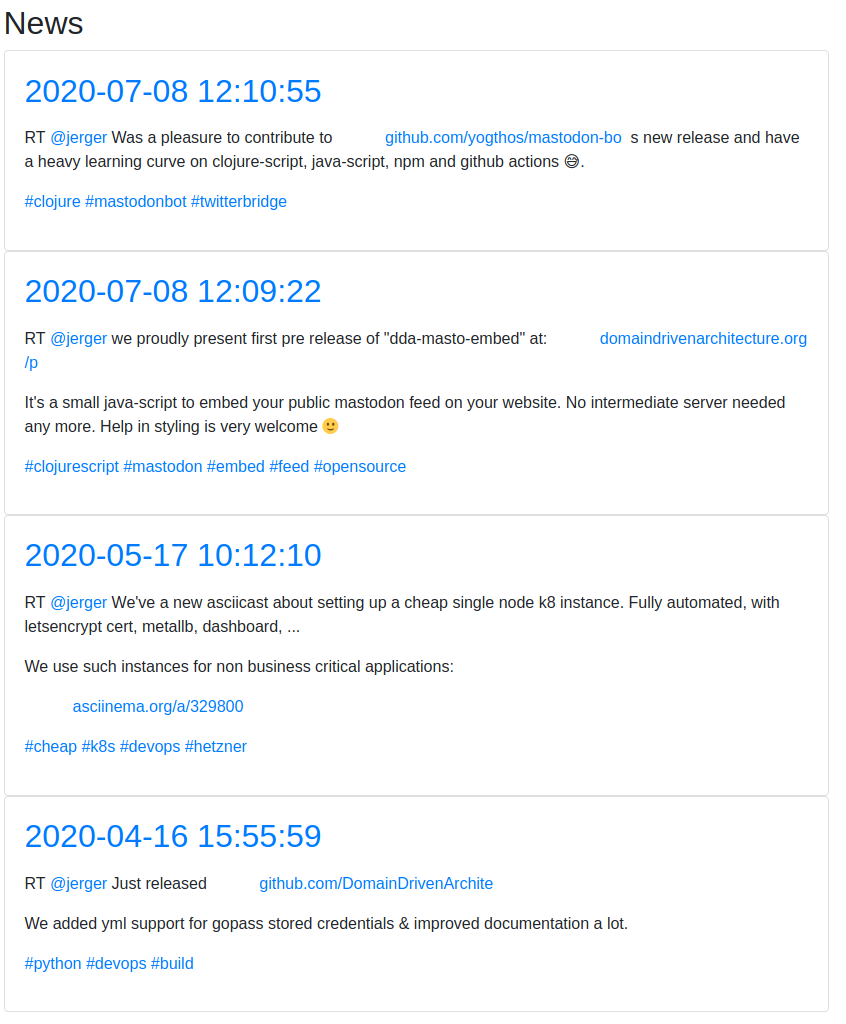 News
2020-07-08 12:10:55
RT @jerger Was a pleasure to contribute to github.com/yogthos/mastodon-bo s new release and have
a heavy learning curve on clojure-script, java-script, npm and github actions 😅.
#clojure #mastodonbot #twitterbridge
2020-07-08 12:09:22
RT @jerger we proudly present first pre release of "dda-masto-embed" at: domaindrivenarchitecture.org
/p
It's a small java-script to embed your public mastodon feed on your website. No intermediate server needed
any more. Help in styling is very welcome 🙂
#clojurescript #mastodon #embed #feed #opensource
2020-05-17 10:12:10
RT @jerger We've a new asciicast about setting up a cheap single node k8 instance. Fully automated, with
letsencrypt cert, metallb, dashboard, ...
We use such instances for non business critical applications:
asciinema.org/a/329800
#cheap #k8s #devops #hetzner
2020-04-16 15:55:59
RT @jerger Just released github.com/DomainDrivenArchite
We added yml support for gopass stored credentials & improved documentation a lot.
#python #devops #build